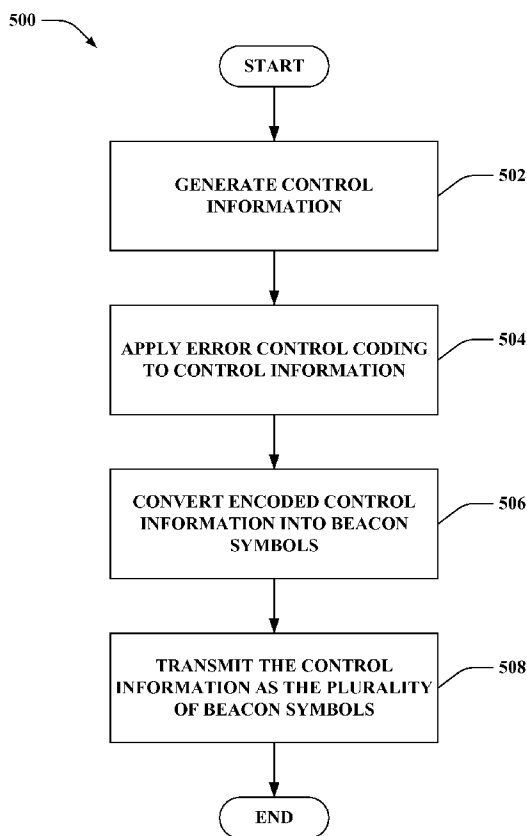 500
START
GENERATE CONTROL
INFORMATION
502
APPLY ERROR CONTROL CODING
TO CONTROL INFORMATION
504
CONVERT ENCODED CONTROL
INFORMATION INTO BEACON
SYMBOLS
506
TRANSMIT THE CONTROL
INFORMATION AS THE PLURALITY
OF BEACON SYMBOLS
508
END